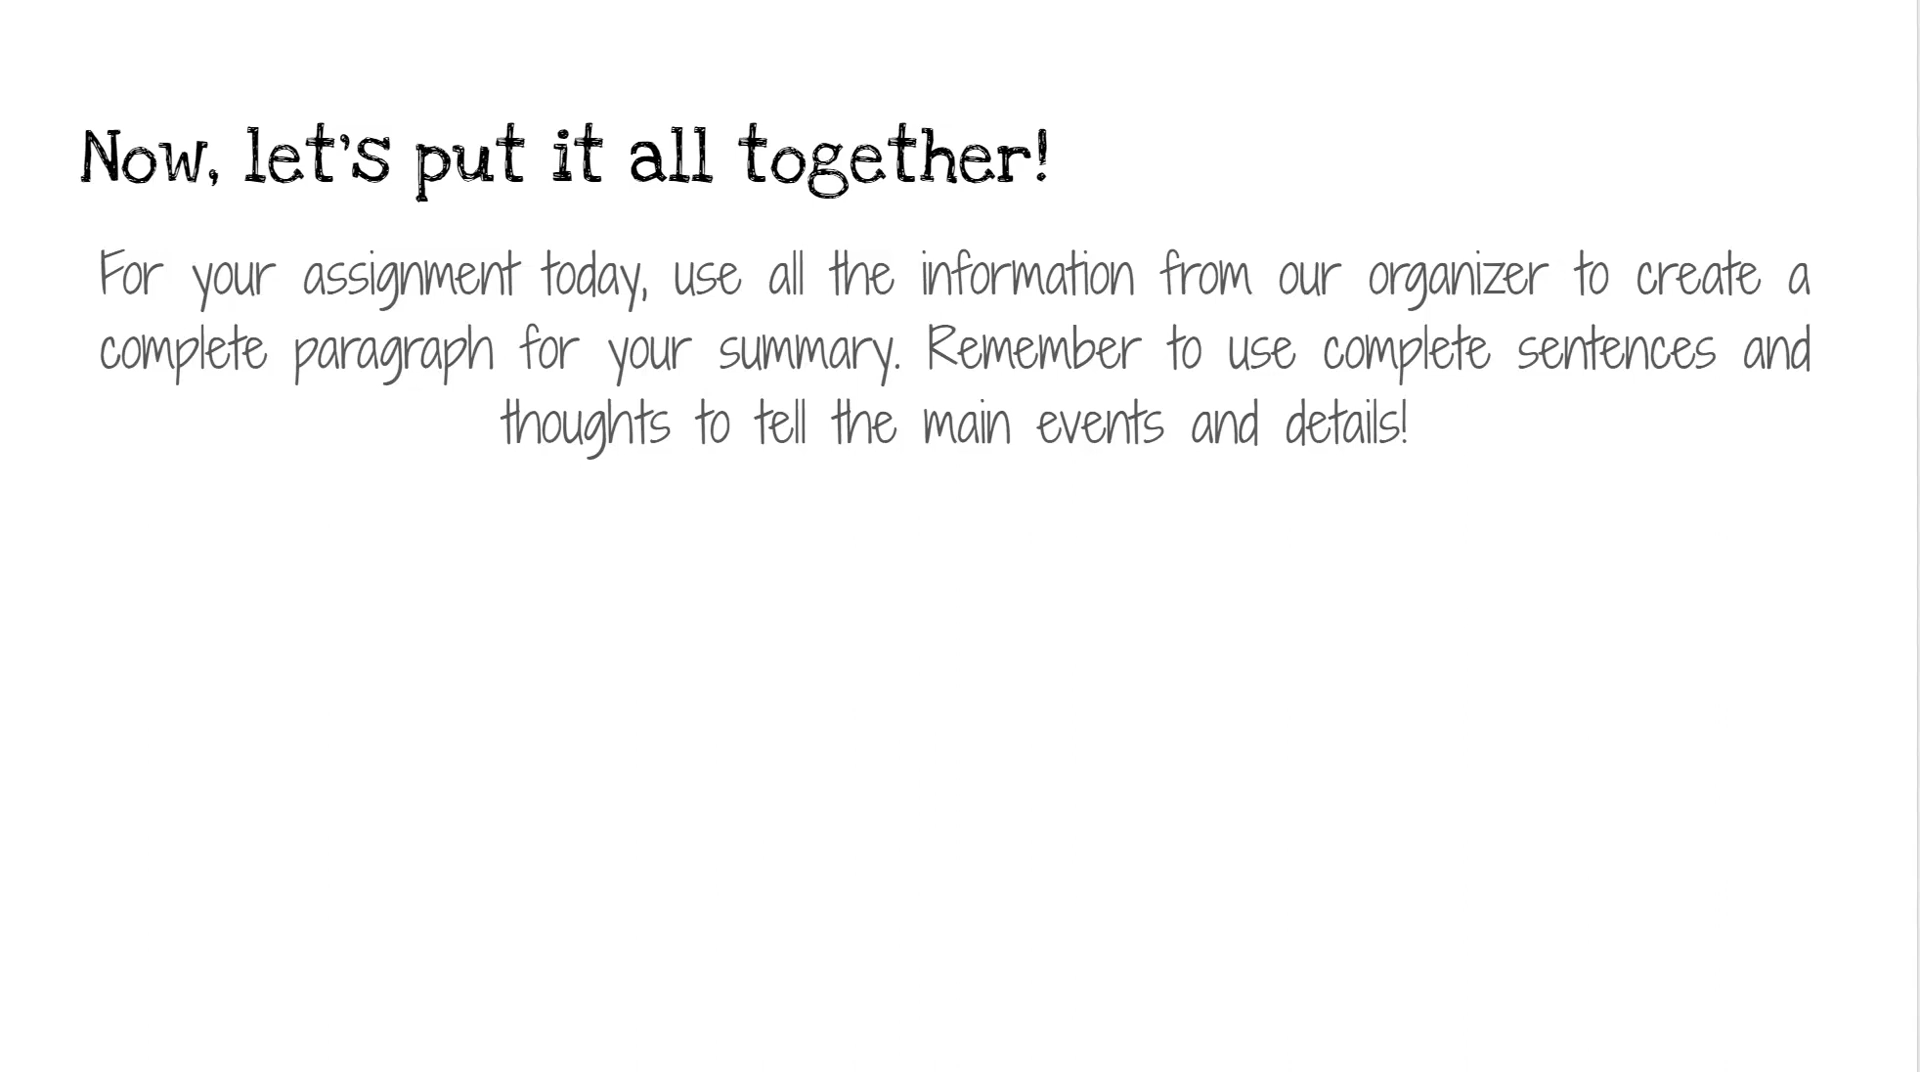 Now, let's put it all together!
For your assignment today, use all the information from our organizer to create a
complete paragraph for your summary. Remember to use complete sentences and
thoughts to tell the main events and details!